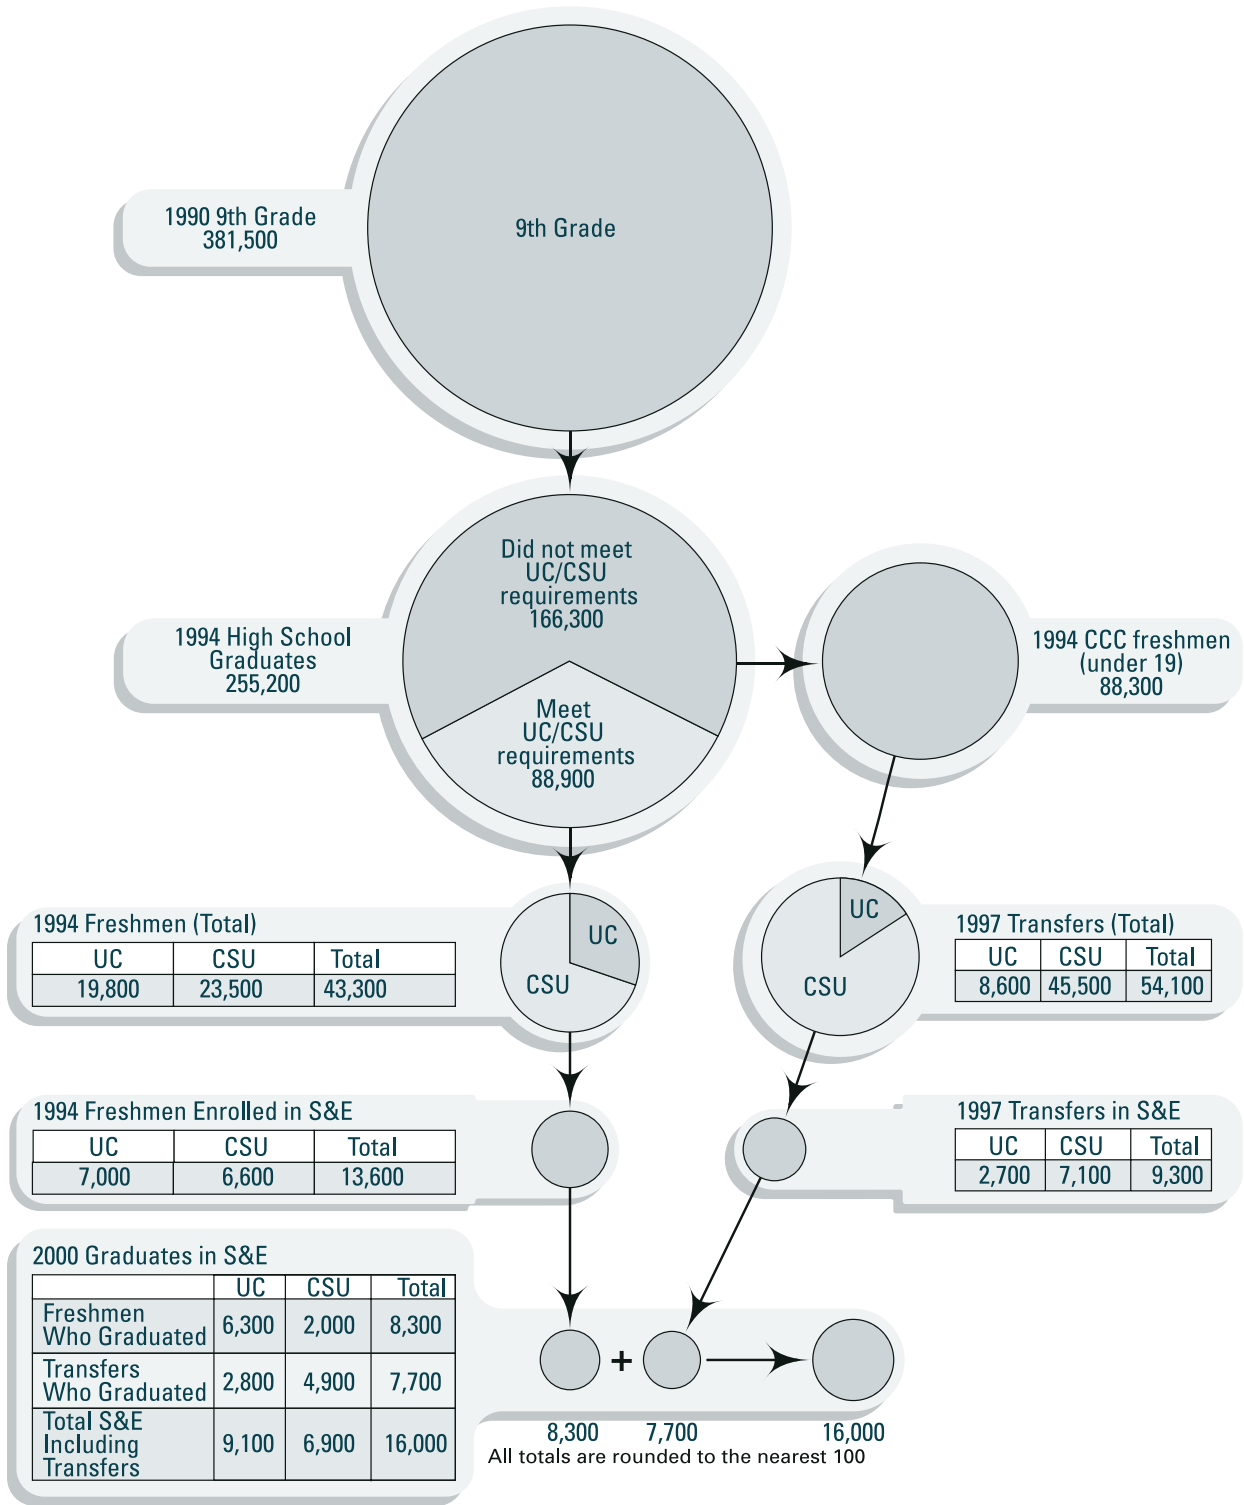 1990 9th Grade
381,500
9th Grade
Did not meet
UC/CSU
requirements
166,300
1994 High School
Graduates
255,200
Meet
UC/CSU
requirements
88,900
1994 CCC freshmen
(under 19)
88,300
1994 Freshmen (Total)
UC CSU Total
19,800 23,500 43,300
UC
CSU
UC
CSU
1997 Transfers (Total)
UC CSU Total
8,600 45,500 54,100
1994 Freshmen Enrolled in S&E
UC CSU Total
7,000 6,600 13,600
1997 Transfers in S&E
UC CSU Total
2,700 7,100 9,300
2000 Graduates in S&E
UC CSU Total
Freshmen
Who Graduated 6,300 2,000 8,300
Transfers
Who Graduated 2,800 4,900 7,700
Total S&E
Including 9,100 6,900 16,000
Transfers
+
8,300 7,700 16,000
All totals are rounded to the nearest 100